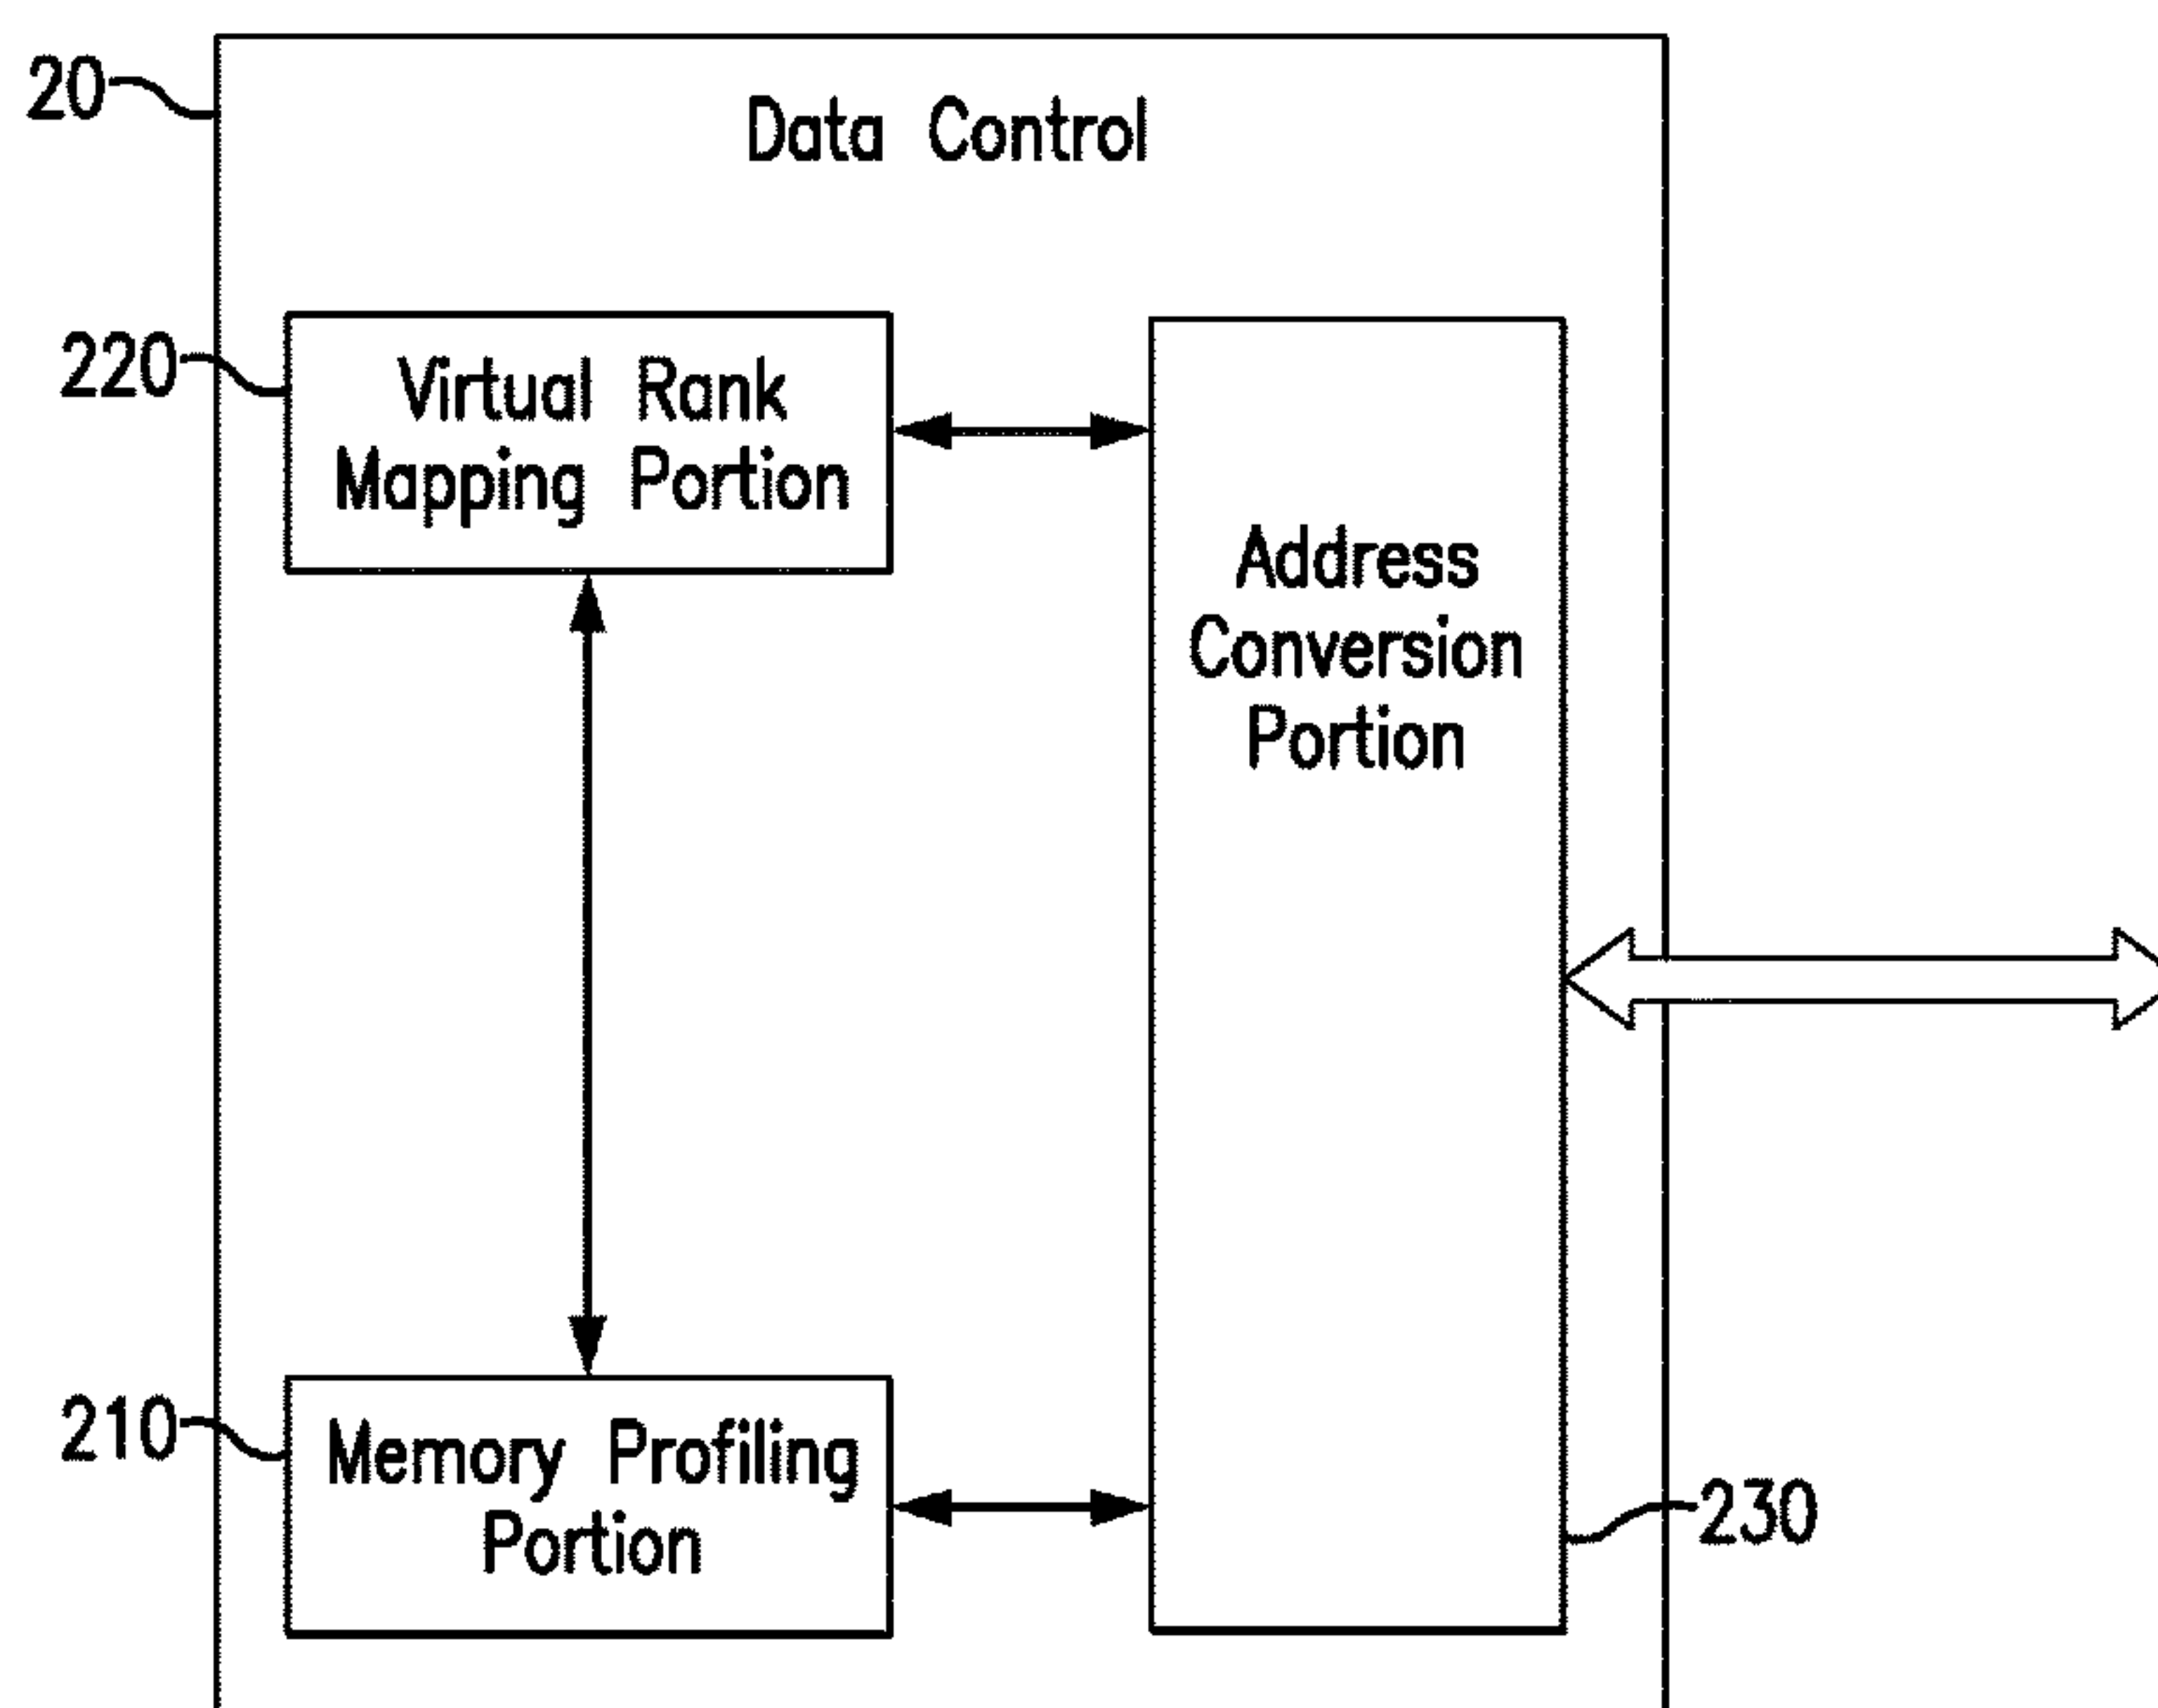 20
Data Control
220
Virtual Rank
Mapping Portion
Address
Conversion
Portion
210
Memory Profiling
Portion
230